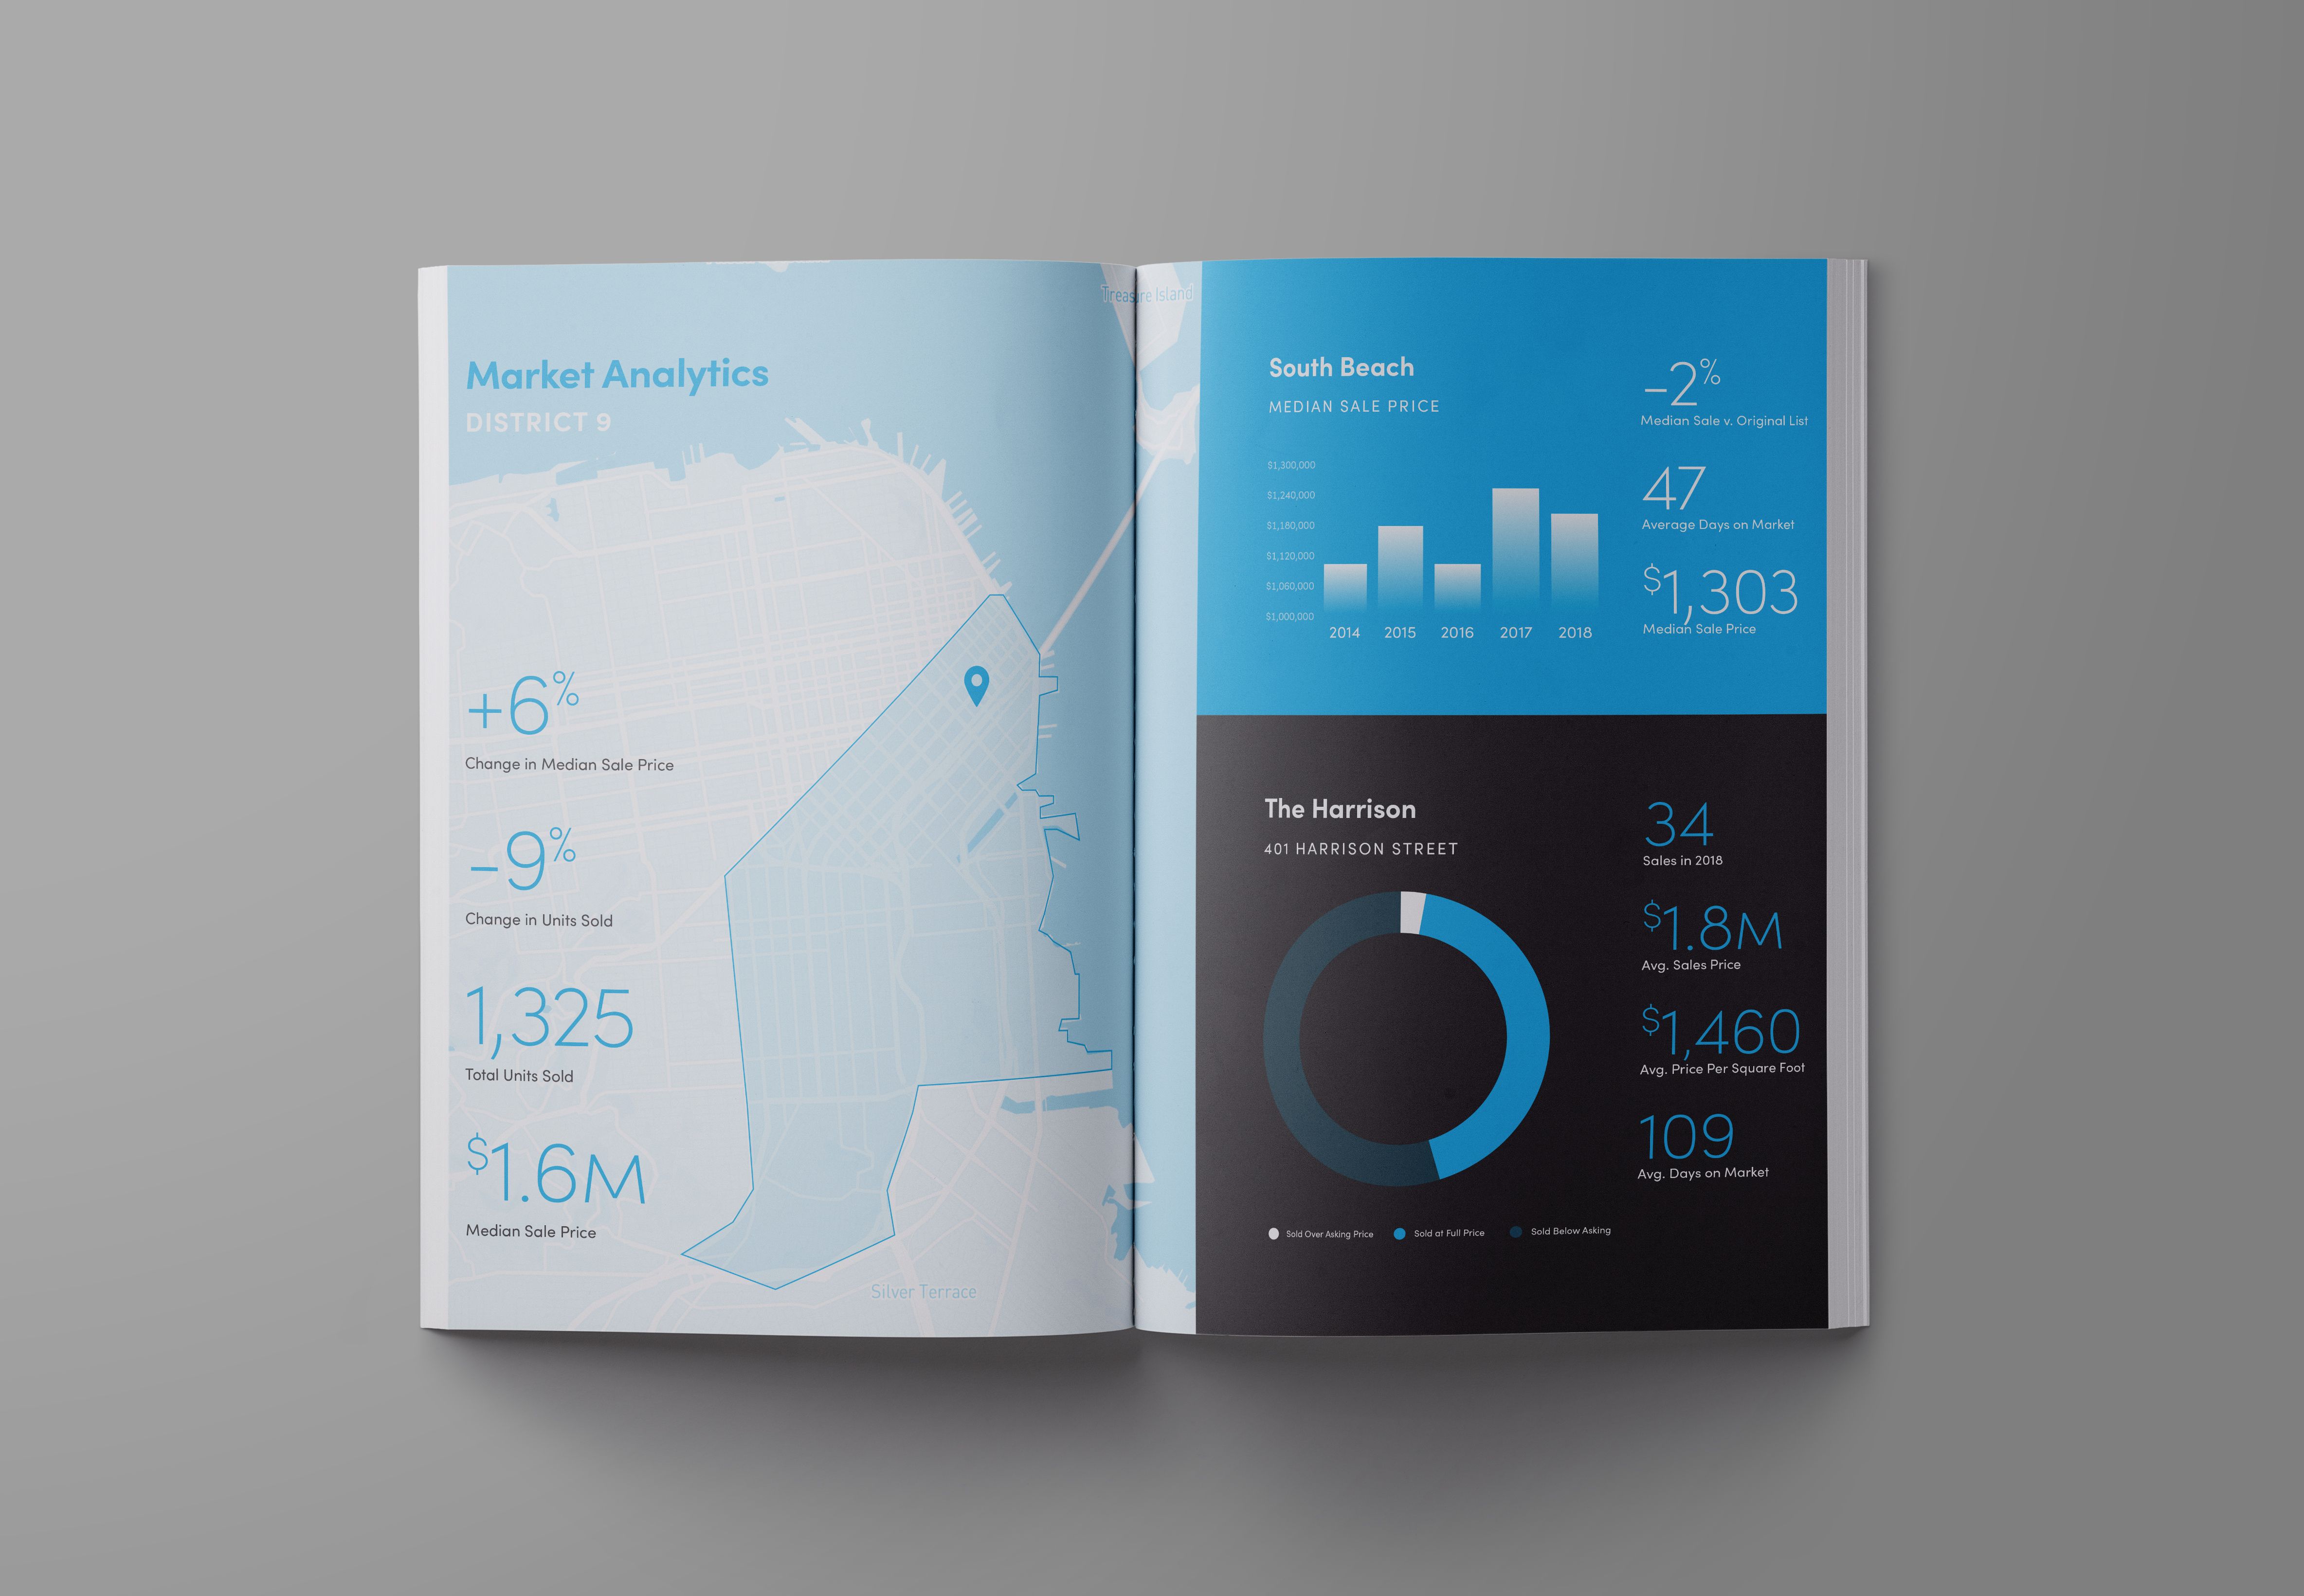 Treasure Island
Market Analytics
DISTRICT 9
+6%
Change in Median Sale Price
-9%
Change in Units Sold
1,325
Total Units Sold
$1.6M
Median Sale Price
Silver Terrace
South Beach
MEDIAN SALE PRICE
$1,300,000
$1,240,000
$1,180,000
$1,120,000
$1,060,000
$1,000,000
2014 2015 2016 2017 2018
-2%
Median Sale v. Original List
47
Average Days on Market
$1,303
Median Sale Price
The Harrison
401 HARRISON STREET
34
Sales in 2018
$1.8M
Avg. Sales Price
$1,460
Avg. Price Per Square Foot
109
Avg. Days on Market
Sold Over Asking Price Sold at Full Price Sold Below Asking